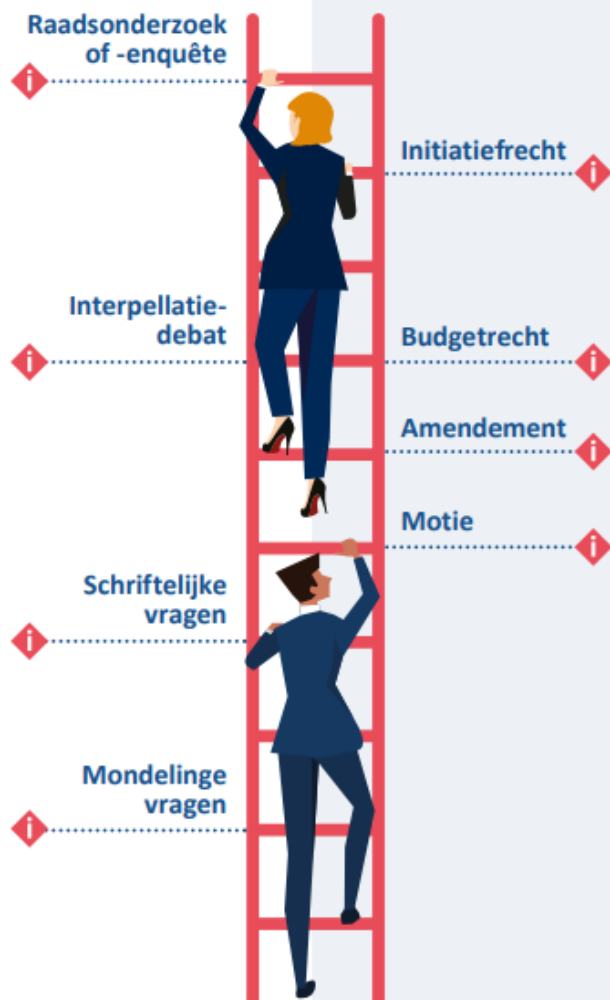 Raadsonderzoek
of -enquête
i
Initiatiefrecht
i
Interpellatie-
debat
i
Budgetrecht
i
Amendement
i
Motie
i
Schriftelijke
vragen
i
Mondelinge
vragen
i